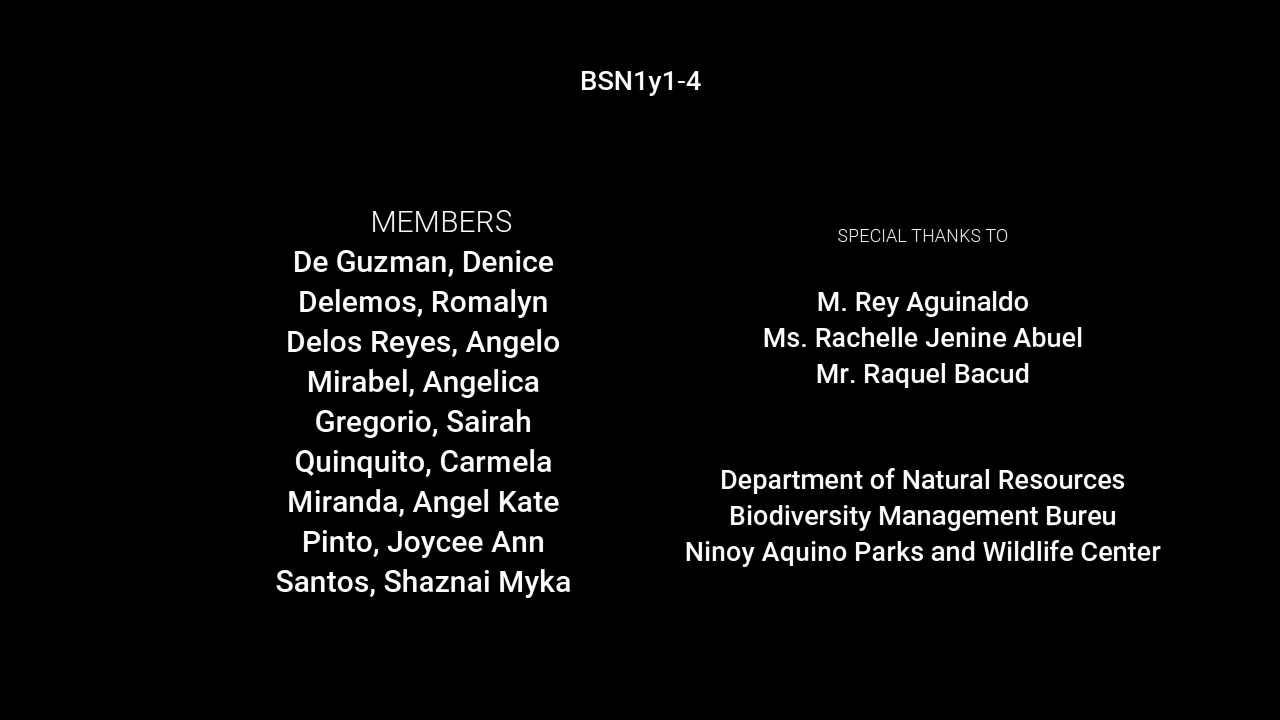 BSN1y1-4
MEMBERS
De Guzman, Denice
Delemos, Romalyn
Delos Reyes, Angelo
Mirabel, Angelica
Gregorio, Sairah
Quinquito, Carmela
Miranda, Angel Kate
Pinto, Joycee Ann
Santos, Shaznai Myka
SPECIAL THANKS TO
M. Rey Aguinaldo
Ms. Rachelle Jenine Abuel
Mr. Raquel Bacud
Department of Natural Resources
Biodiversity Management Bureu
Ninoy Aquino Parks and Wildlife Center